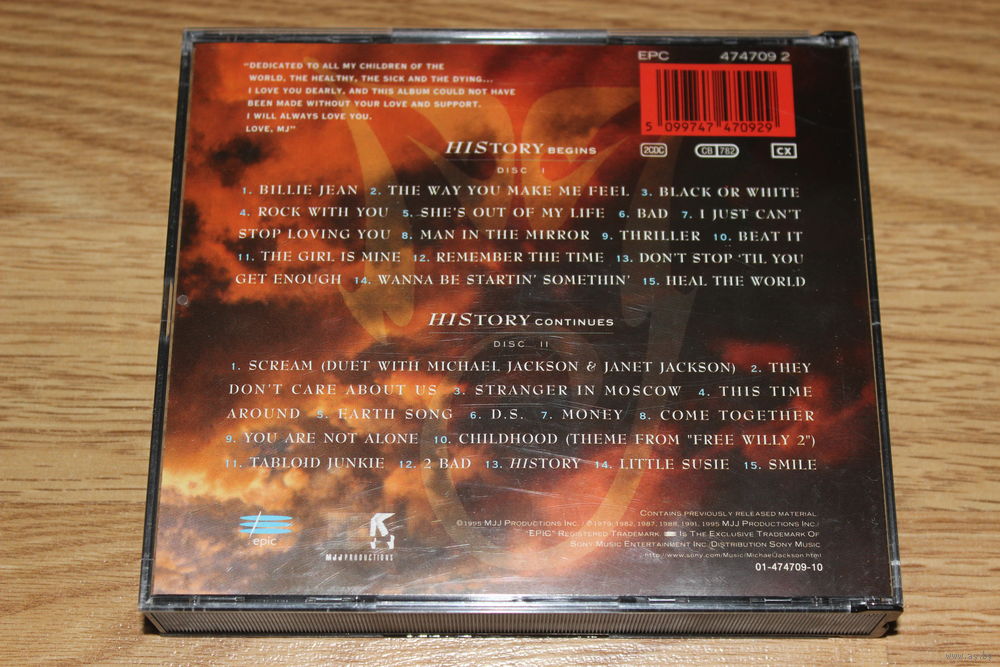 "DEDICATED TO ALL MY CHILDREN OF THE
WORLD, THE HEALTHY, THE SICK AND THE DYING...
I LOVE YOU DEARLY, AND THIS ALBUM COULD NOT HAVE
BEEN MADE WITHOUT YOUR LOVE AND SUPPORT.
I WILL ALWAYS LOVE YOU.
LOVE, MJ"
EPC 474709 2
5 099747 470929
2CDC CB 782 CX
HISTORY BEGINS
DISC I
1. BILLIE JEAN 2. THE WAY YOU MAKE ME FEEL 3. BLACK OR WHITE
4. ROCK WITH YOU 5. SHE'S OUT OF MY LIFE 6. BAD 7. I JUST CAN'T
STOP LOVING YOU 8. MAN IN THE MIRROR 9. THRILLER 10. BEAT IT
11. THE GIRL IS MINE 12. REMEMBER THE TIME 13. DON'T STOP 'TIL YOU
GET ENOUGH 14. WANNA BE STARTIN' SOMETHIN' 15. HEAL THE WORLD
HISTORY CONTINUES
DISC II
1. SCREAM (DUET WITH MICHAEL JACKSON & JANET JACKSON) 2. THEY
DON'T CARE ABOUT US 3. STRANGER IN MOSCOW 4. THIS TIME
AROUND 5. EARTH SONG 6. D.S. 7. MONEY 8. COME TOGETHER
9. YOU ARE NOT ALONE 10. CHILDHOOD (THEME FROM "FREE WILLY 2")
11. TABLOID JUNKIE 12. 2 BAD 13. HISTORY 14. LITTLE SUSIE 15. SMILE
epic
MJJ PRODUCTIONS
CONTAINS PREVIOUSLY RELEASED MATERIAL.
©1995 MJJ PRODUCTIONS INC./ ℗1979, 1982, 1987, 1988, 1991, 1995 MJJ PRODUCTIONS INC./
"EPIC" REGISTERED TRADEMARK IS THE EXCLUSIVE TRADEMARK OF
SONY MUSIC ENTERTAINMENT INC./DISTRIBUTION SONY MUSIC
http://www.sony.com/Music/MichaelJackson.html
01-474709-10